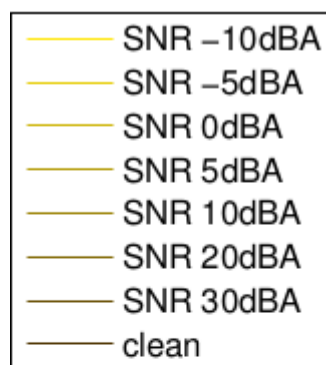 SNR −10dBA
SNR −5dBA
SNR 0dBA
SNR 5dBA
SNR 10dBA
SNR 20dBA
SNR 30dBA
clean